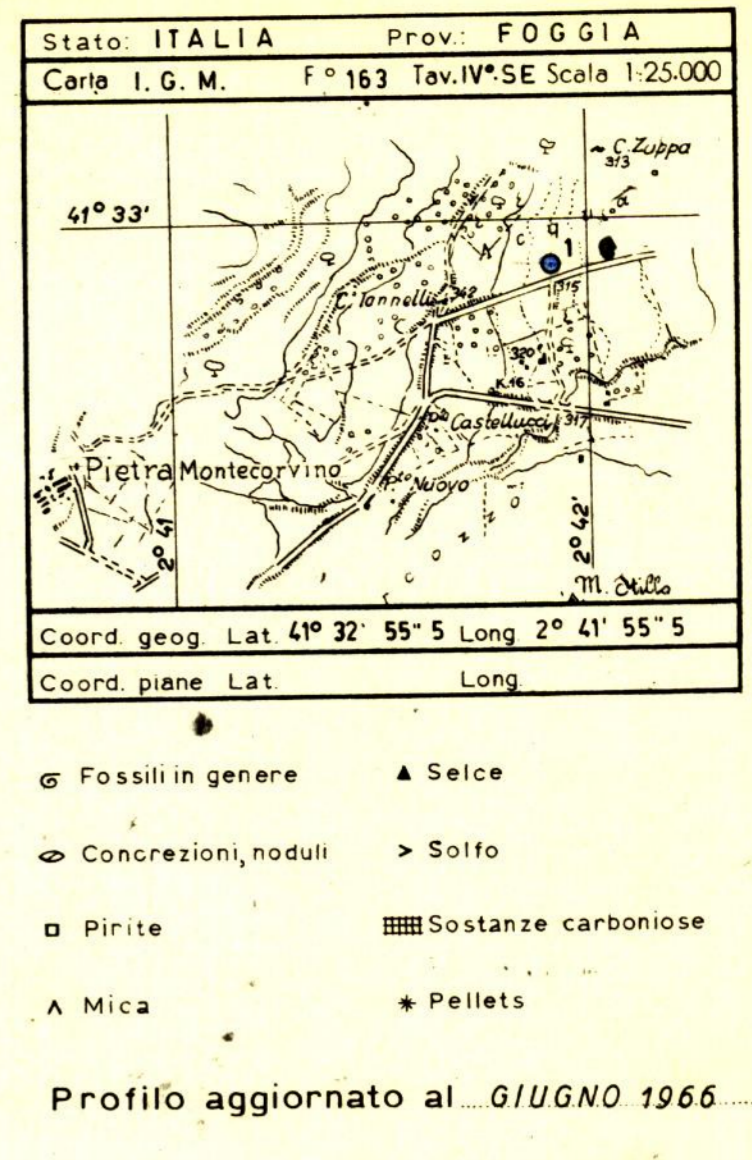 Stato: ITALIA Prov.: FOGGIA
Carta I. G. M. F° 163 Tav. IV°. SE Scala 1:25.000
C. Zuppa
313
41° 33'
1
C. Iannelli 342
315
320
K.16
Castellucci 317
Pietra Montecorvino
Pto Nuovo
2° 41'
2° 42'
M. Stillo
Coord. geog. Lat. 41° 32' 55" 5 Long. 2° 41' 55" 5
Coord. piane Lat. Long.
Fossili in genere
Selce
Concrezioni, noduli
Solfo
Pirite
Sostanze carboniose
Mica
Pellets
Profilo aggiornato al GIUGNO 1966